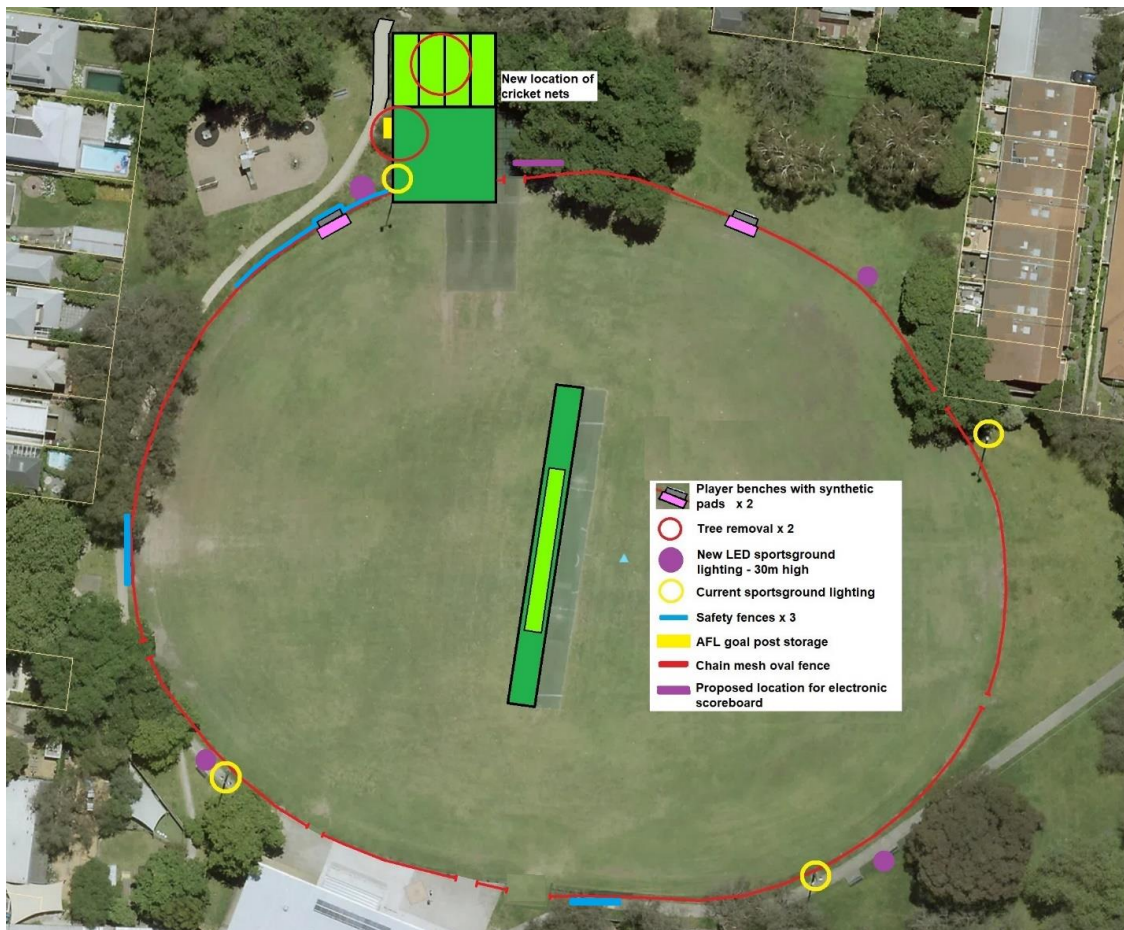 New location of
cricket nets
Player benches with synthetic
pads x 2
Tree removal x 2
New LED sportsground
lighting - 30m high
Current sportsground lighting
Safety fences x 3
AFL goal post storage
Chain mesh oval fence
Proposed location for electronic
scoreboard